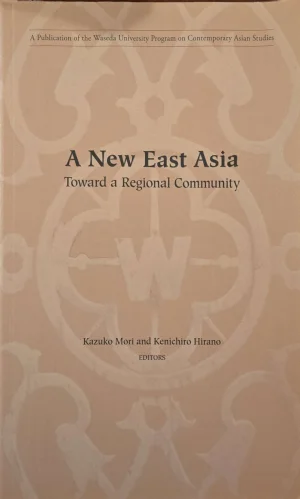 A Publication of the Waseda University Program on Contemporary Asian Studies
A New East Asia
Toward a Regional Community
W
Kazuko Mori and Kenichiro Hirano
EDITORS